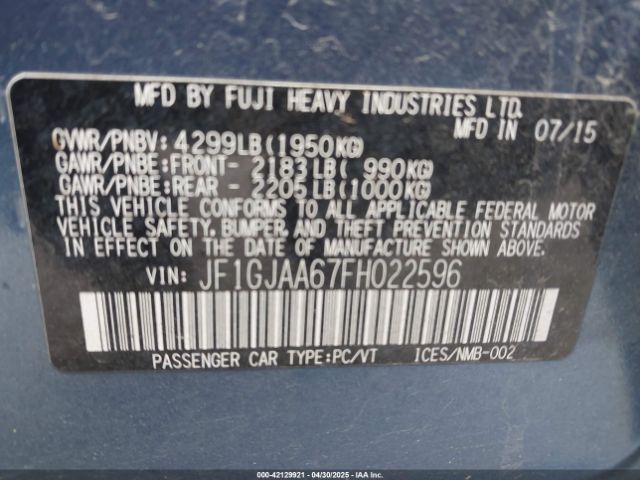 MFD BY FUJI HEAVY INDUSTRIES LTD.
MFD IN 07/15
GVWR/PNBV: 4299LB(1950KG)
GAWR/PNBE:FRONT- 2183LB( 990KG)
GAWR/PNBE:REAR - 2205LB(1000KG)
THIS VEHICLE CONFORMS TO ALL APPLICABLE FEDERAL MOTOR
VEHICLE SAFETY, BUMPER, AND THEFT PREVENTION STANDARDS
IN EFFECT ON THE DATE OF MANUFACTURE SHOWN ABOVE.
VIN: JF1GJAA67FH022596
PASSENGER CAR TYPE:PC/VT ICES/NMB-002
000-42129921 - 04/30/2025 - IAAI.COM